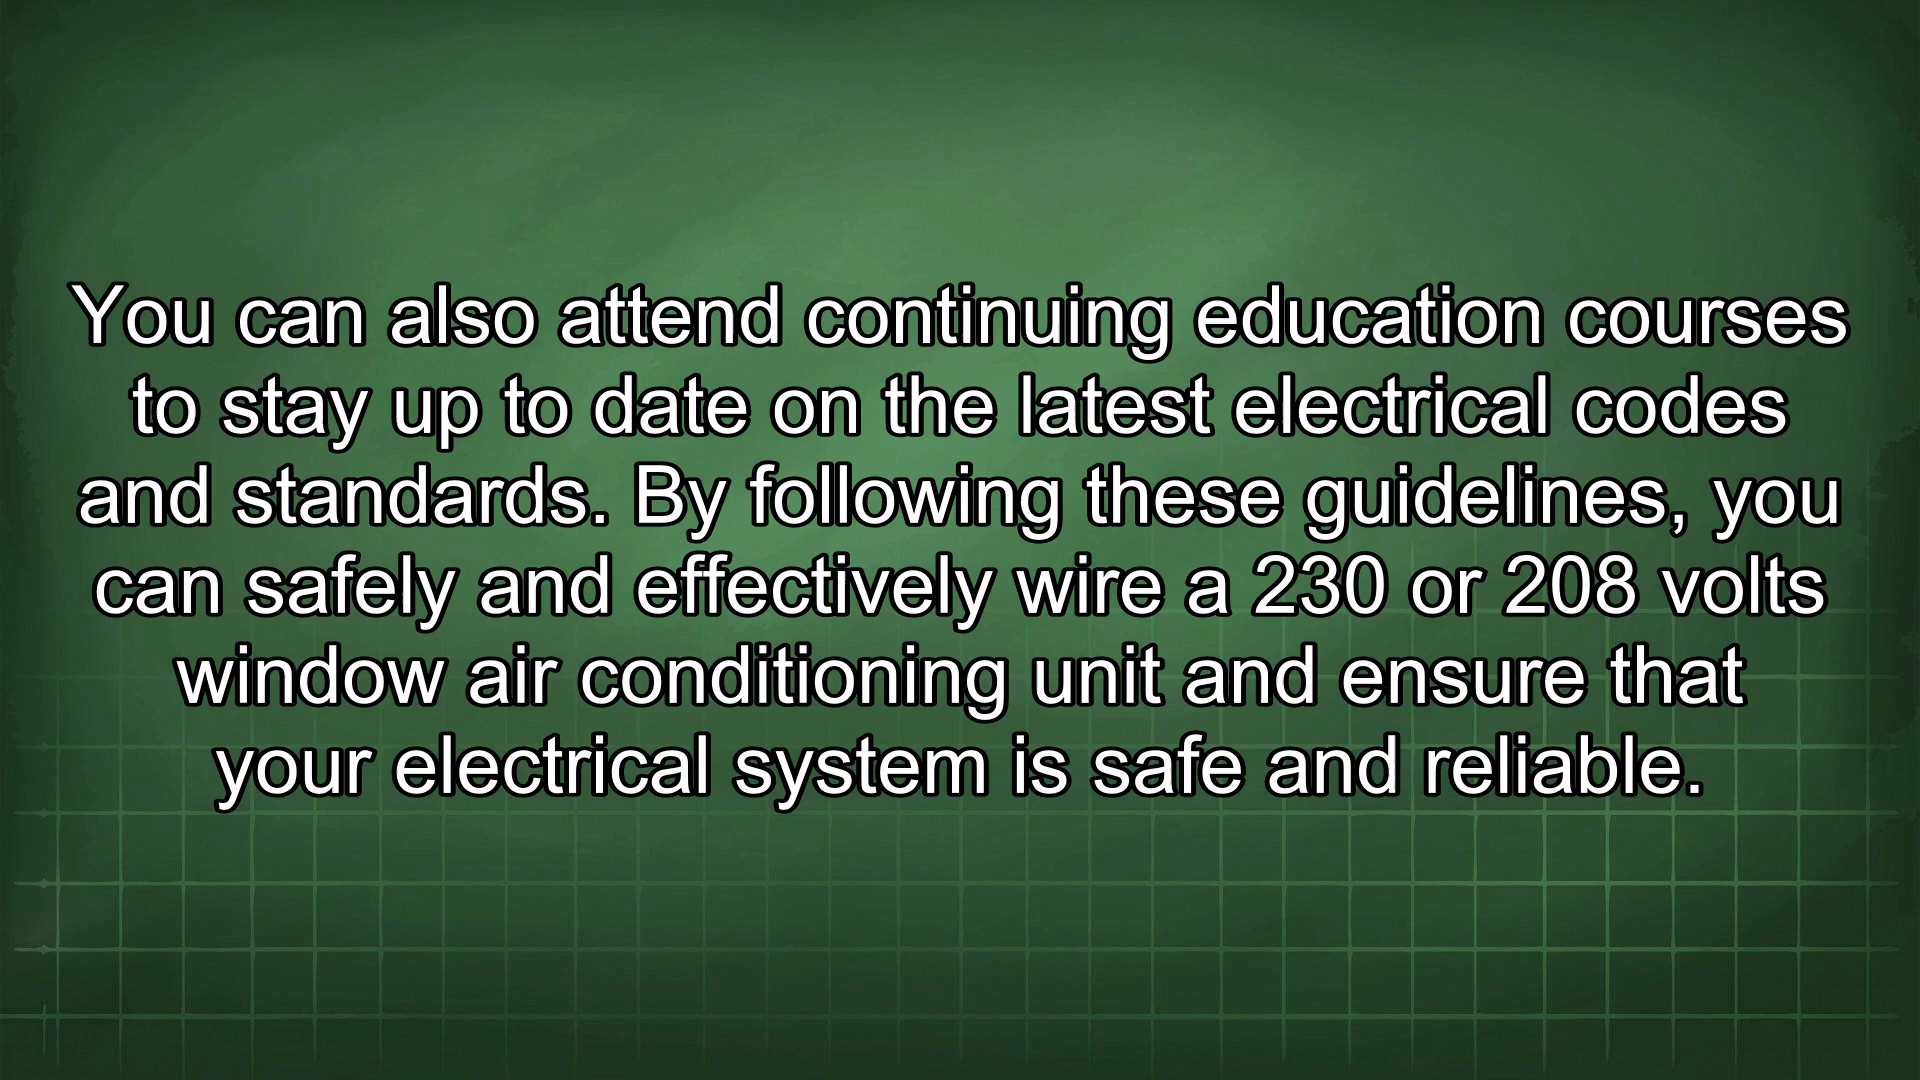 You can also attend continuing education courses
to stay up to date on the latest electrical codes
and standards. By following these guidelines, you
can safely and effectively wire a 230 or 208 volts
window air conditioning unit and ensure that
your electrical system is safe and reliable.